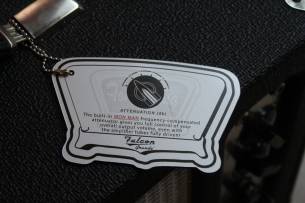 ATTENUATION (dB)
The built-in IRON MAN frequency-compensated
attenuator gives you full control of your
overall output volume, even with
the amplifier tubes fully driven!
Falcon